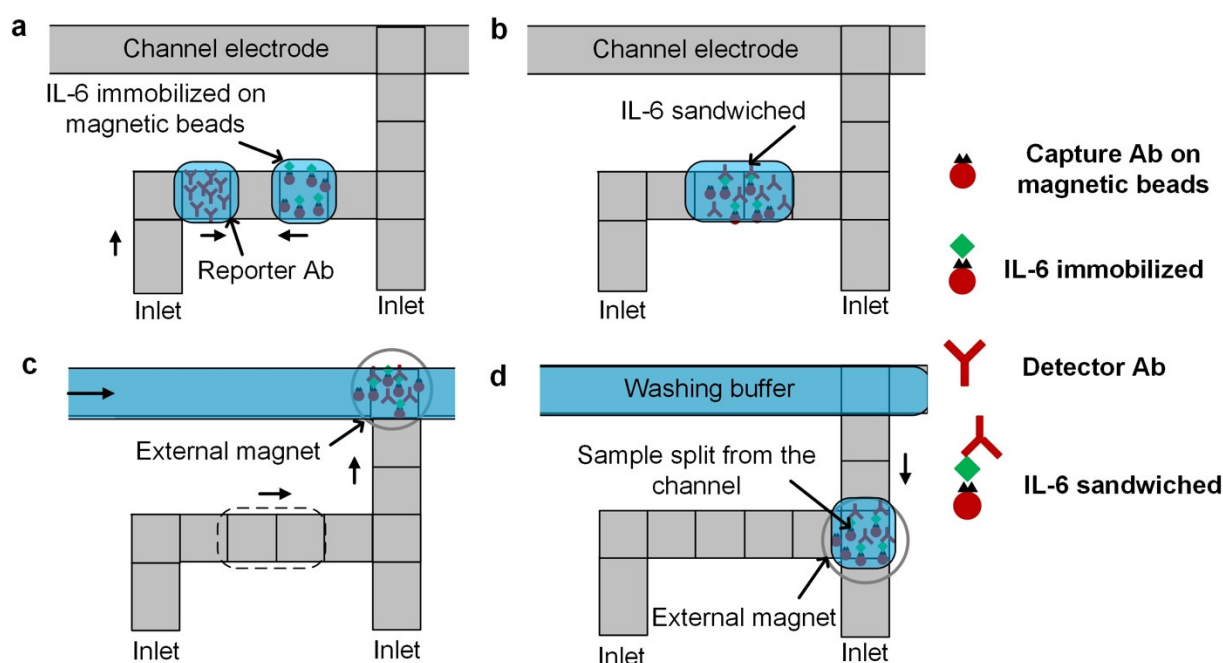 a
Channel electrode
IL-6 immobilized on
magnetic beads
Reporter Ab
Inlet
Inlet
b
Channel electrode
IL-6 sandwiched
Inlet
Inlet
Capture Ab on
magnetic beads
IL-6 immobilized
Detector Ab
IL-6 sandwiched
c
External magnet
Inlet
Inlet
d
Washing buffer
Sample split from the
channel
External magnet
Inlet
Inlet